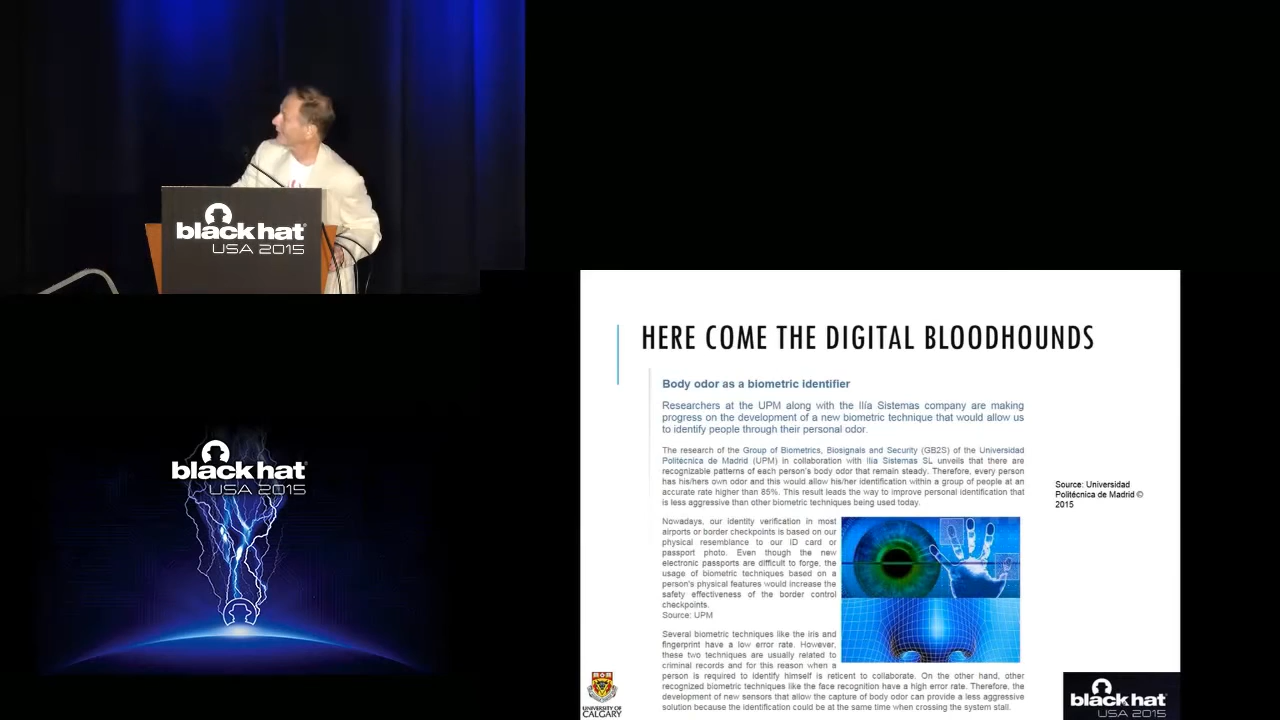 black hat
USA 2015
black hat
USA 2015
HERE COME THE DIGITAL BLOODHOUNDS
Body odor as a biometric identifier
Researchers at the UPM along with the Ilía Sistemas company are making
progress on the development of a new biometric technique that would allow us
to identify people through their personal odor.
The research of the Group of Biometrics, Biosignals and Security (GB2S) of the Universidad
Politécnica de Madrid (UPM) in collaboration with Ilía Sistemas SL unveils that there are
recognizable patterns of each person's body odor that remain steady. Therefore, every person
has his/hers own odor and this would allow his/her identification within a group of people at an
accurate rate higher than 85%. This result leads the way to improve personal identification that
is less aggressive than other biometric techniques being used today.
Nowadays, our identity verification in most
airports or border checkpoints is based on our
physical resemblance to our ID card or
passport photo. Even though the new
electronic passports are difficult to forge, the
usage of biometric techniques based on a
person's physical features would increase the
safety effectiveness of the border control
checkpoints.
Source: UPM
Several biometric techniques like the iris and
fingerprint have a low error rate. However,
these two techniques are usually related to
criminal records and for this reason when a
person is required to identify himself is reticent to collaborate. On the other hand, other
recognized biometric techniques like the face recognition have a high error rate. Therefore, the
development of new sensors that allow the capture of body odor can provide a less aggressive
solution because the identification could be at the same time when crossing the system stall.
Source: Universidad
Politécnica de Madrid ©
2015
UNIVERSITY OF
CALGARY
black hat
USA 2015